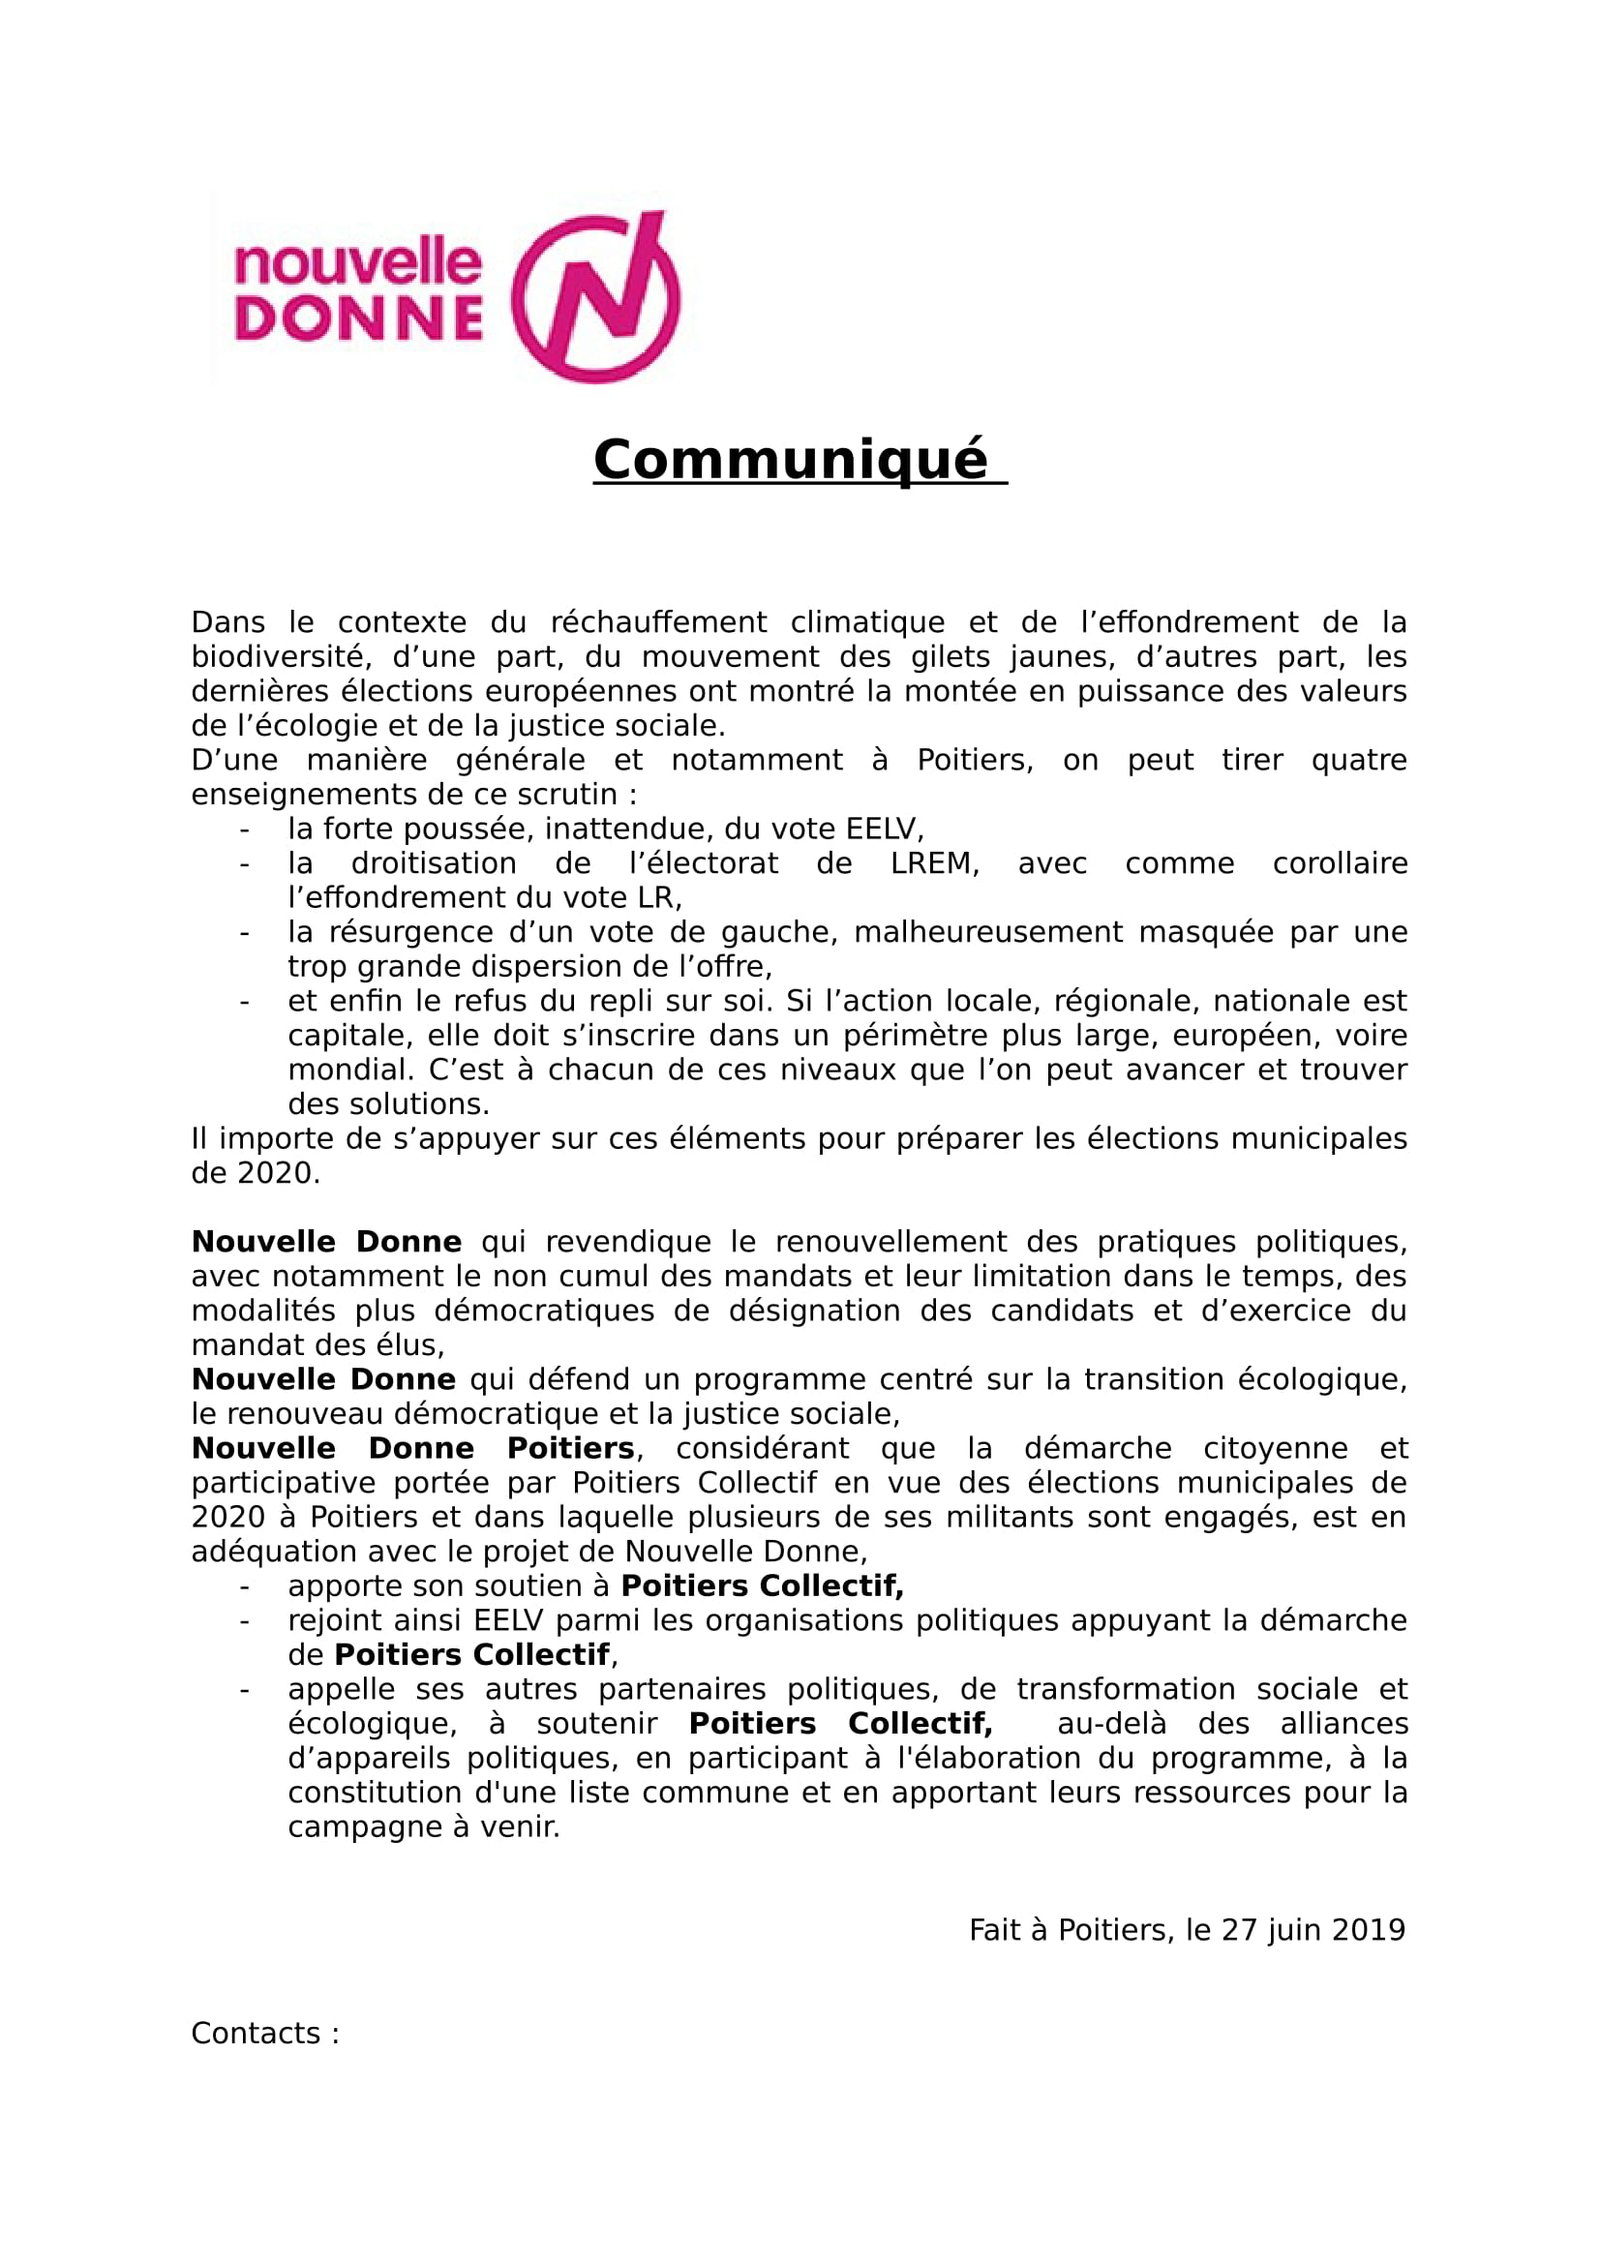 nouvelle
DONNE
Communiqué
Dans le contexte du réchauffement climatique et de l’effondrement de la
biodiversité, d’une part, du mouvement des gilets jaunes, d’autres part, les
dernières élections européennes ont montré la montée en puissance des valeurs
de l’écologie et de la justice sociale.
D’une manière générale et notamment à Poitiers, on peut tirer quatre
enseignements de ce scrutin :
- la forte poussée, inattendue, du vote EELV,
- la droitisation de l’électorat de LREM, avec comme corollaire
l’effondrement du vote LR,
- la résurgence d’un vote de gauche, malheureusement masquée par une
trop grande dispersion de l’offre,
- et enfin le refus du repli sur soi. Si l’action locale, régionale, nationale est
capitale, elle doit s’inscrire dans un périmètre plus large, européen, voire
mondial. C’est à chacun de ces niveaux que l’on peut avancer et trouver
des solutions.
Il importe de s’appuyer sur ces éléments pour préparer les élections municipales
de 2020.
Nouvelle Donne qui revendique le renouvellement des pratiques politiques,
avec notamment le non cumul des mandats et leur limitation dans le temps, des
modalités plus démocratiques de désignation des candidats et d’exercice du
mandat des élus,
Nouvelle Donne qui défend un programme centré sur la transition écologique,
le renouveau démocratique et la justice sociale,
Nouvelle Donne Poitiers, considérant que la démarche citoyenne et
participative portée par Poitiers Collectif en vue des élections municipales de
2020 à Poitiers et dans laquelle plusieurs de ses militants sont engagés, est en
adéquation avec le projet de Nouvelle Donne,
- apporte son soutien à Poitiers Collectif,
- rejoint ainsi EELV parmi les organisations politiques appuyant la démarche
de Poitiers Collectif,
- appelle ses autres partenaires politiques, de transformation sociale et
écologique, à soutenir Poitiers Collectif, au-delà des alliances
d’appareils politiques, en participant à l'élaboration du programme, à la
constitution d'une liste commune et en apportant leurs ressources pour la
campagne à venir.
Fait à Poitiers, le 27 juin 2019
Contacts :